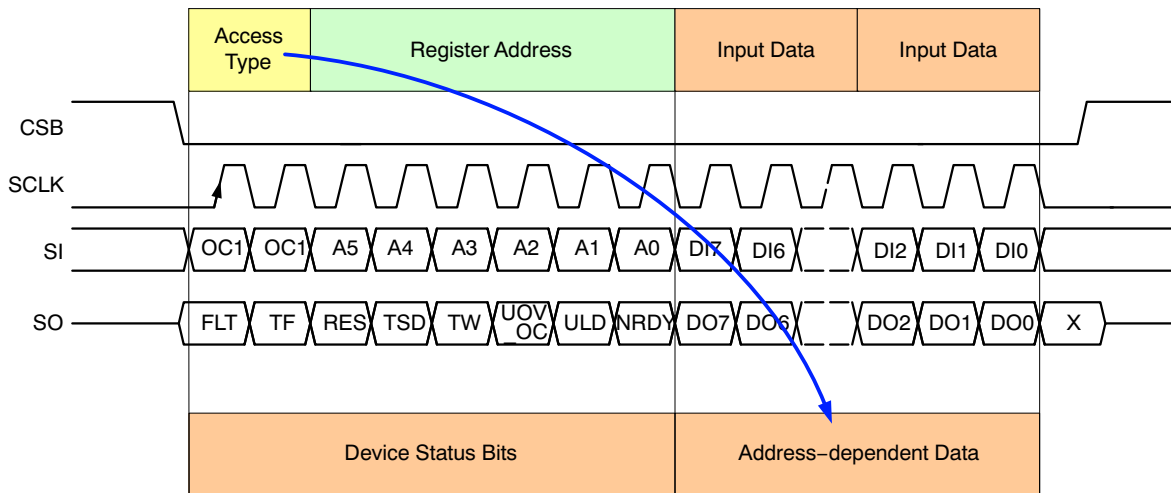 Access
Type
Register Address
Input Data
Input Data
CSB
SCLK
SI
OC1 OC1 A5 A4 A3 A2 A1 A0 DI7 DI6 DI2 DI1 DI0
SO
FLT TF RES TSD TW UOV
_OC ULD NRDY DO7 DO6 DO2 DO1 DO0 X
Device Status Bits
Address−dependent Data